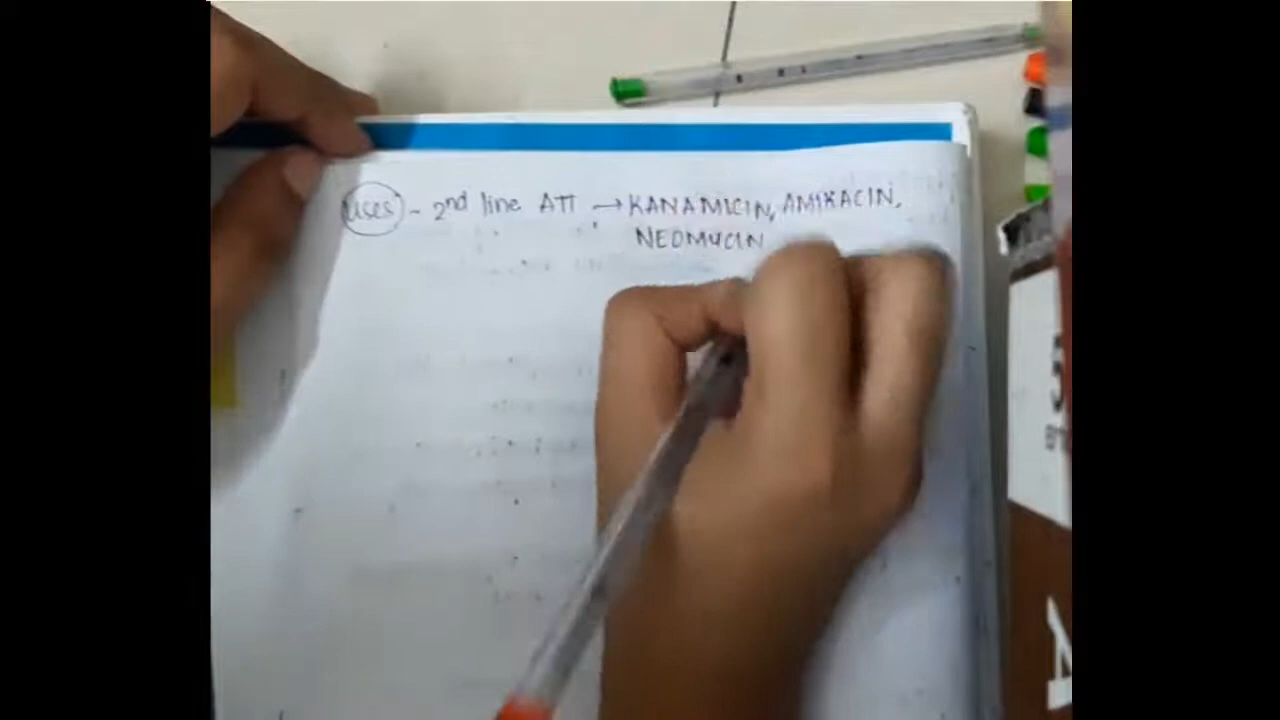 Uses - 2nd line ATT → KANAMICIN, AMIKACIN,
NEOMYCIN